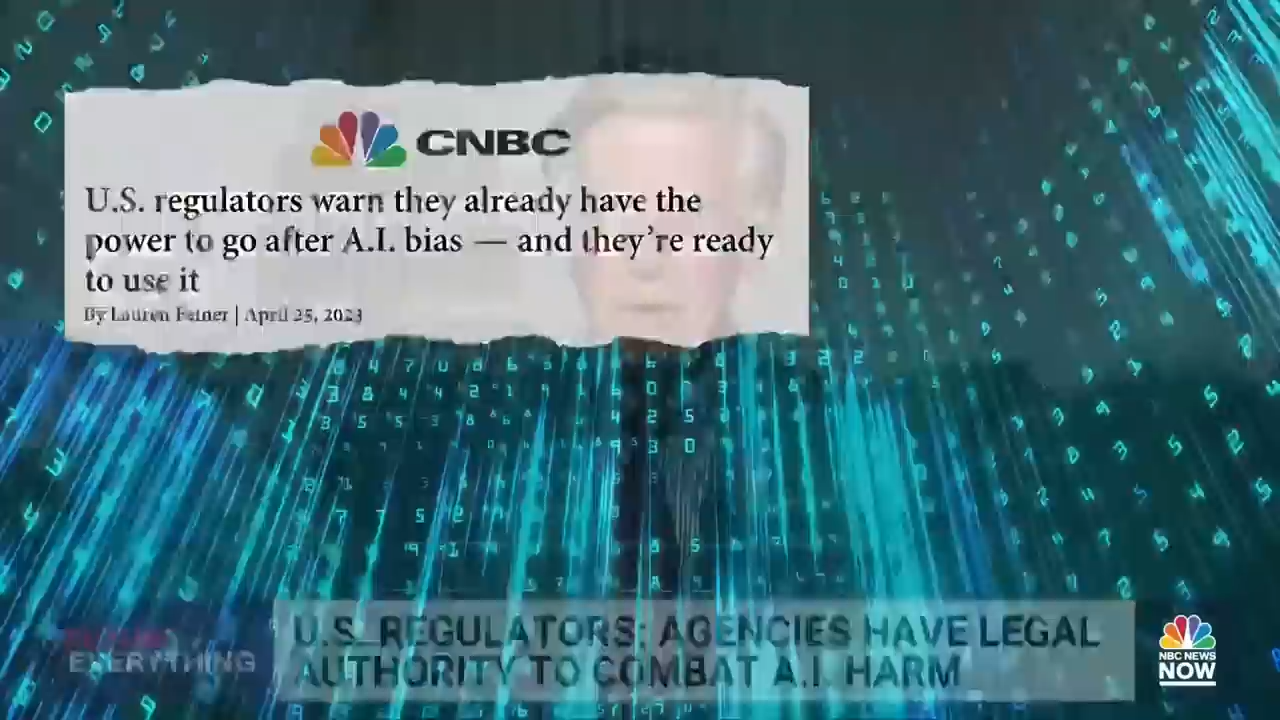 CNBC
U.S. regulators warn they already have the
power to go after A.I. bias — and they're ready
to use it
By Lauren Feiner | April 25, 2023
U.S. REGULATORS: AGENCIES HAVE LEGAL
AUTHORITY TO COMBAT A.I. HARM
EVERYTHING
NBC NEWS
NOW